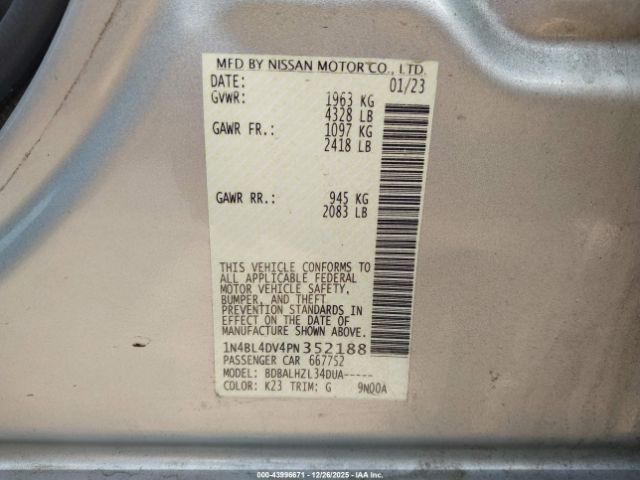 MFD BY NISSAN MOTOR CO., LTD.
DATE: 01/23
GVWR: 1963 KG
4328 LB
GAWR FR.: 1097 KG
2418 LB
GAWR RR.: 945 KG
2083 LB
THIS VEHICLE CONFORMS TO
ALL APPLICABLE FEDERAL
MOTOR VEHICLE SAFETY,
BUMPER, AND THEFT
PREVENTION STANDARDS IN
EFFECT ON THE DATE OF
MANUFACTURE SHOWN ABOVE.
1N4BL4DV4PN352188
PASSENGER CAR 667752
MODEL: BDBALHZL34DUA-----
COLOR: K23 TRIM: G 9N00A
000-43996671 - 12/26/2025 - IAA Inc.